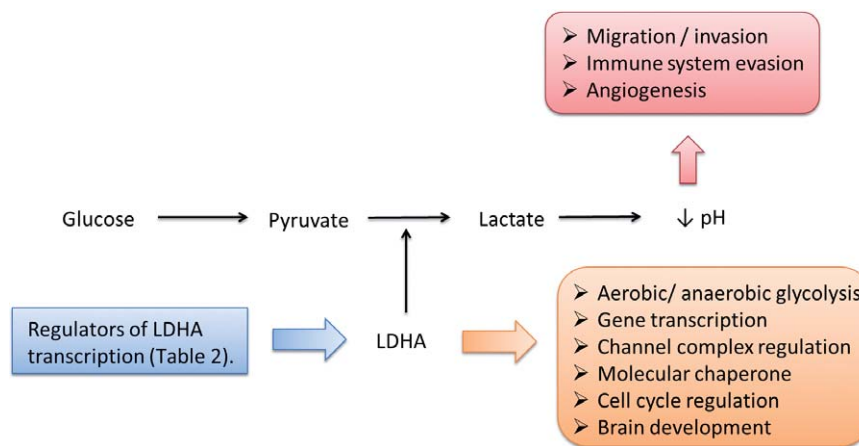 ➢ Migration / invasion
➢ Immune system evasion
➢ Angiogenesis
Glucose
Pyruvate
Lactate
↓ pH
Regulators of LDHA
transcription (Table 2).
LDHA
➢ Aerobic/ anaerobic glycolysis
➢ Gene transcription
➢ Channel complex regulation
➢ Molecular chaperone
➢ Cell cycle regulation
➢ Brain development